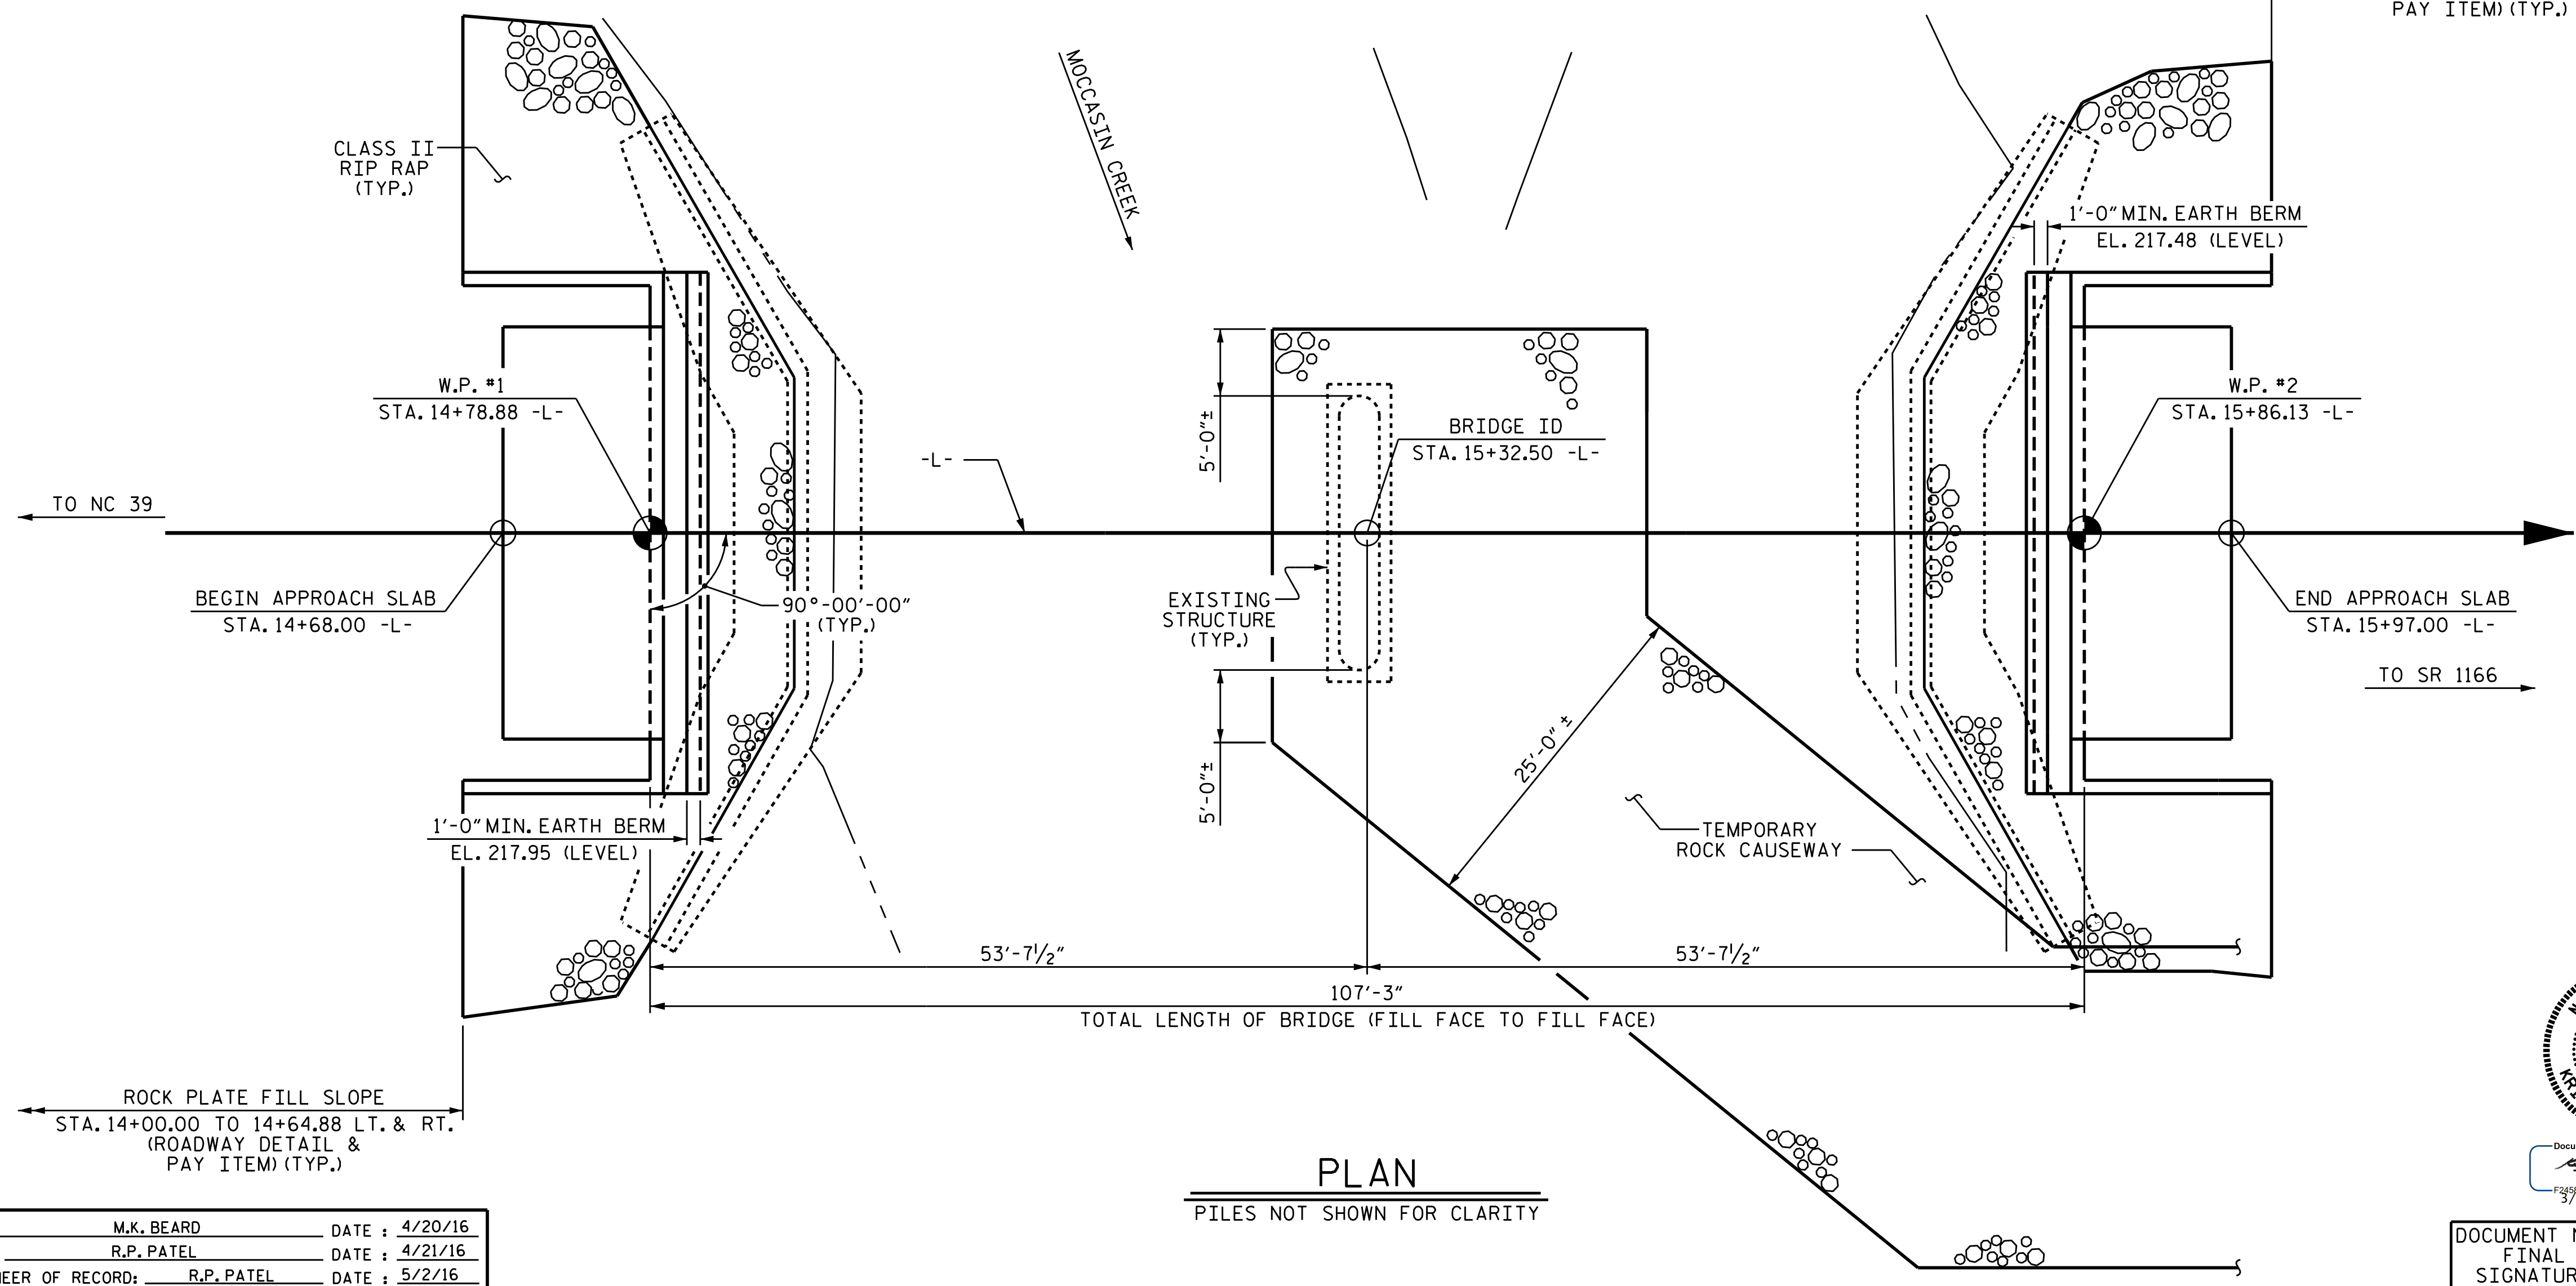 PAY ITEM) (TYP.)
MOCCASIN CREEK
CLASS II
RIP RAP
(TYP.)
1'-0" MIN. EARTH BERM
EL. 217.48 (LEVEL)
W.P. #1
STA. 14+78.88 -L-
W.P. #2
STA. 15+86.13 -L-
5'-0"±
BRIDGE ID
STA. 15+32.50 -L-
-L-
TO NC 39
BEGIN APPROACH SLAB
STA. 14+68.00 -L-
90°-00'-00"
(TYP.)
EXISTING
STRUCTURE
(TYP.)
END APPROACH SLAB
STA. 15+97.00 -L-
TO SR 1166
5'-0"±
25'-0" ±
1'-0" MIN. EARTH BERM
EL. 217.95 (LEVEL)
TEMPORARY
ROCK CAUSEWAY
53'-7½"
53'-7½"
107'-3"
TOTAL LENGTH OF BRIDGE (FILL FACE TO FILL FACE)
ROCK PLATE FILL SLOPE
STA. 14+00.00 TO 14+64.88 LT. & RT.
(ROADWAY DETAIL &
PAY ITEM) (TYP.)
PLAN
PILES NOT SHOWN FOR CLARITY
M.K. BEARD DATE : 4/20/16
R.P. PATEL DATE : 4/21/16
OF RECORD: R.P. PATEL DATE : 5/2/16
DOCUMENT
FINAL